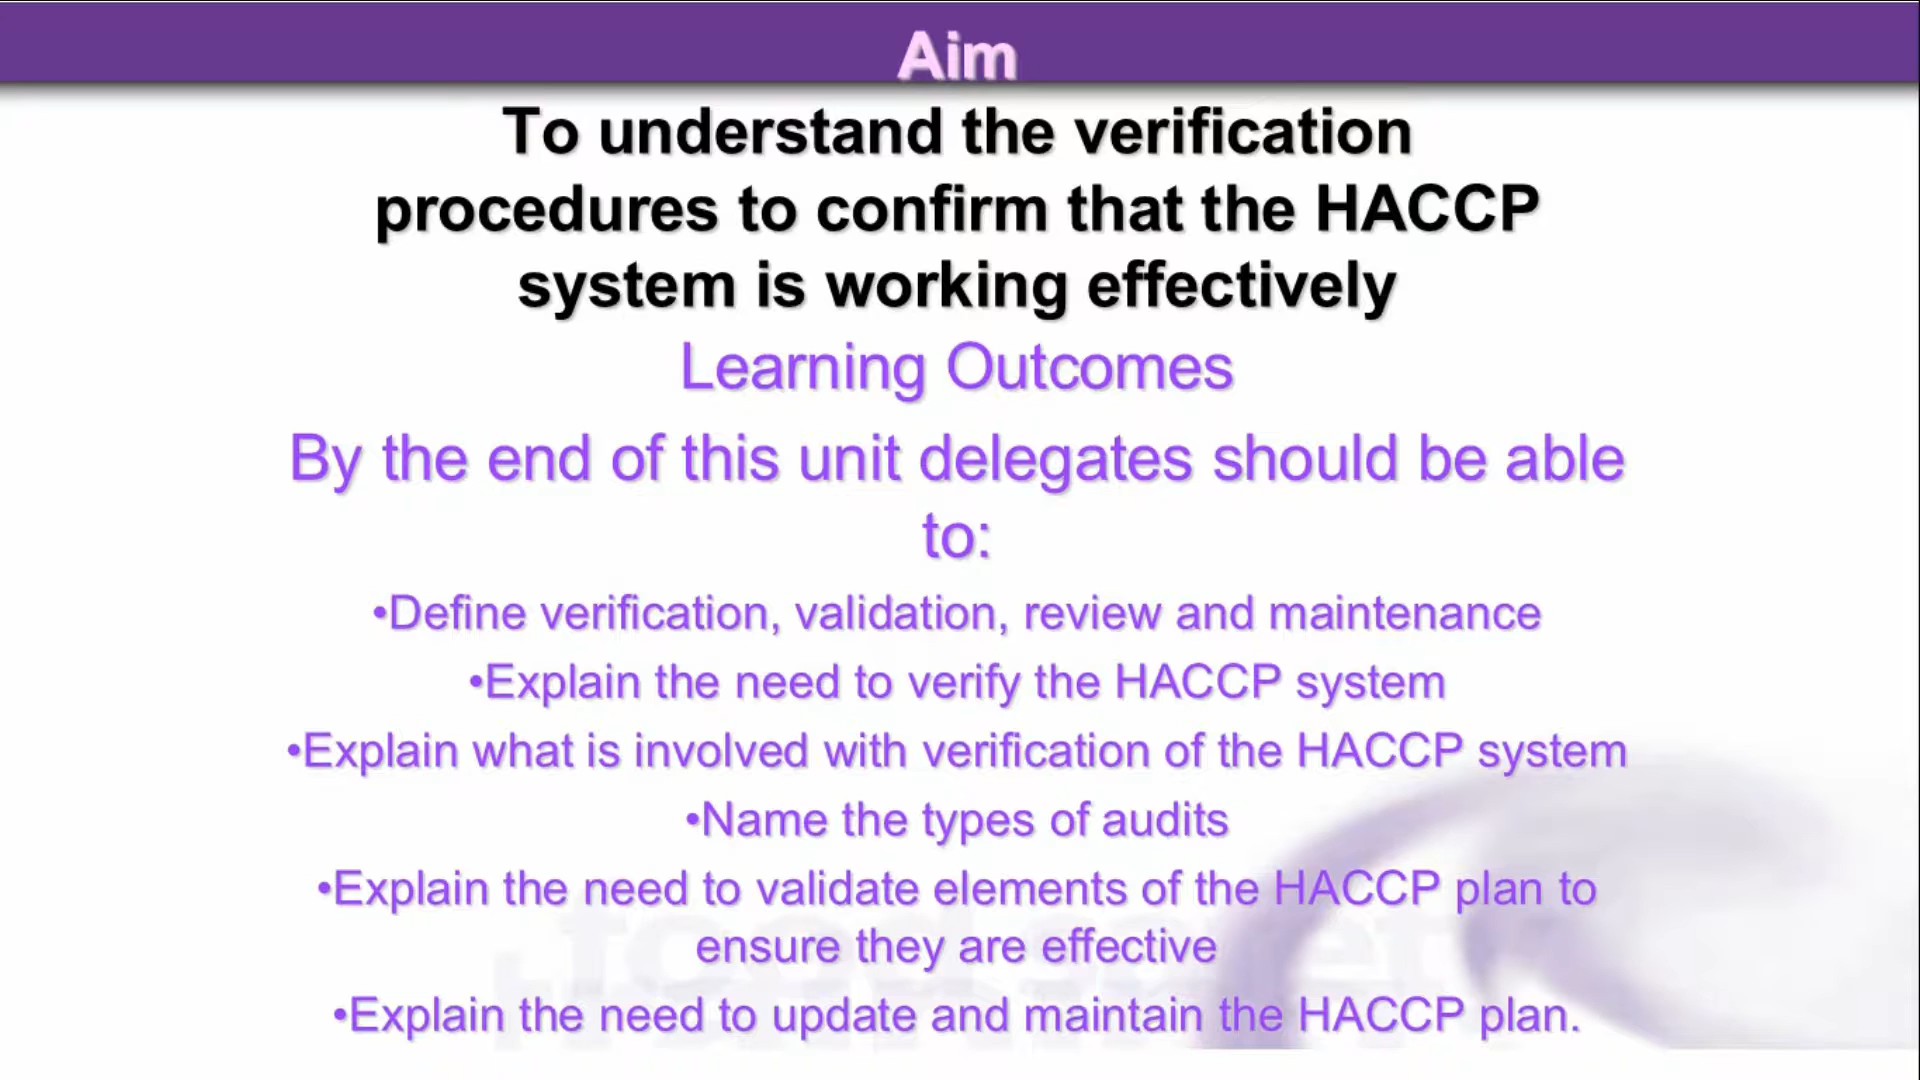 Aim
To understand the verification
procedures to confirm that the HACCP
system is working effectively
Learning Outcomes
By the end of this unit delegates should be able
to:
•Define verification, validation, review and maintenance
•Explain the need to verify the HACCP system
•Explain what is involved with verification of the HACCP system
•Name the types of audits
•Explain the need to validate elements of the HACCP plan to
ensure they are effective
•Explain the need to update and maintain the HACCP plan.